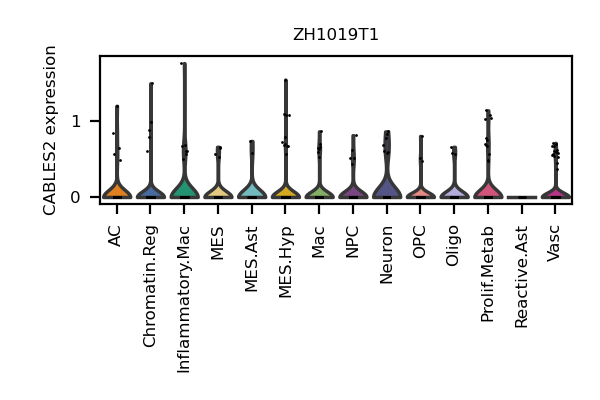 ZH1019T1
CABLES2 expression
1
0
AC
Chromatin.Reg
Inflammatory.Mac
MES
MES.Ast
MES.Hyp
Mac
NPC
Neuron
OPC
Oligo
Prolif.Metab
Reactive.Ast
Vasc